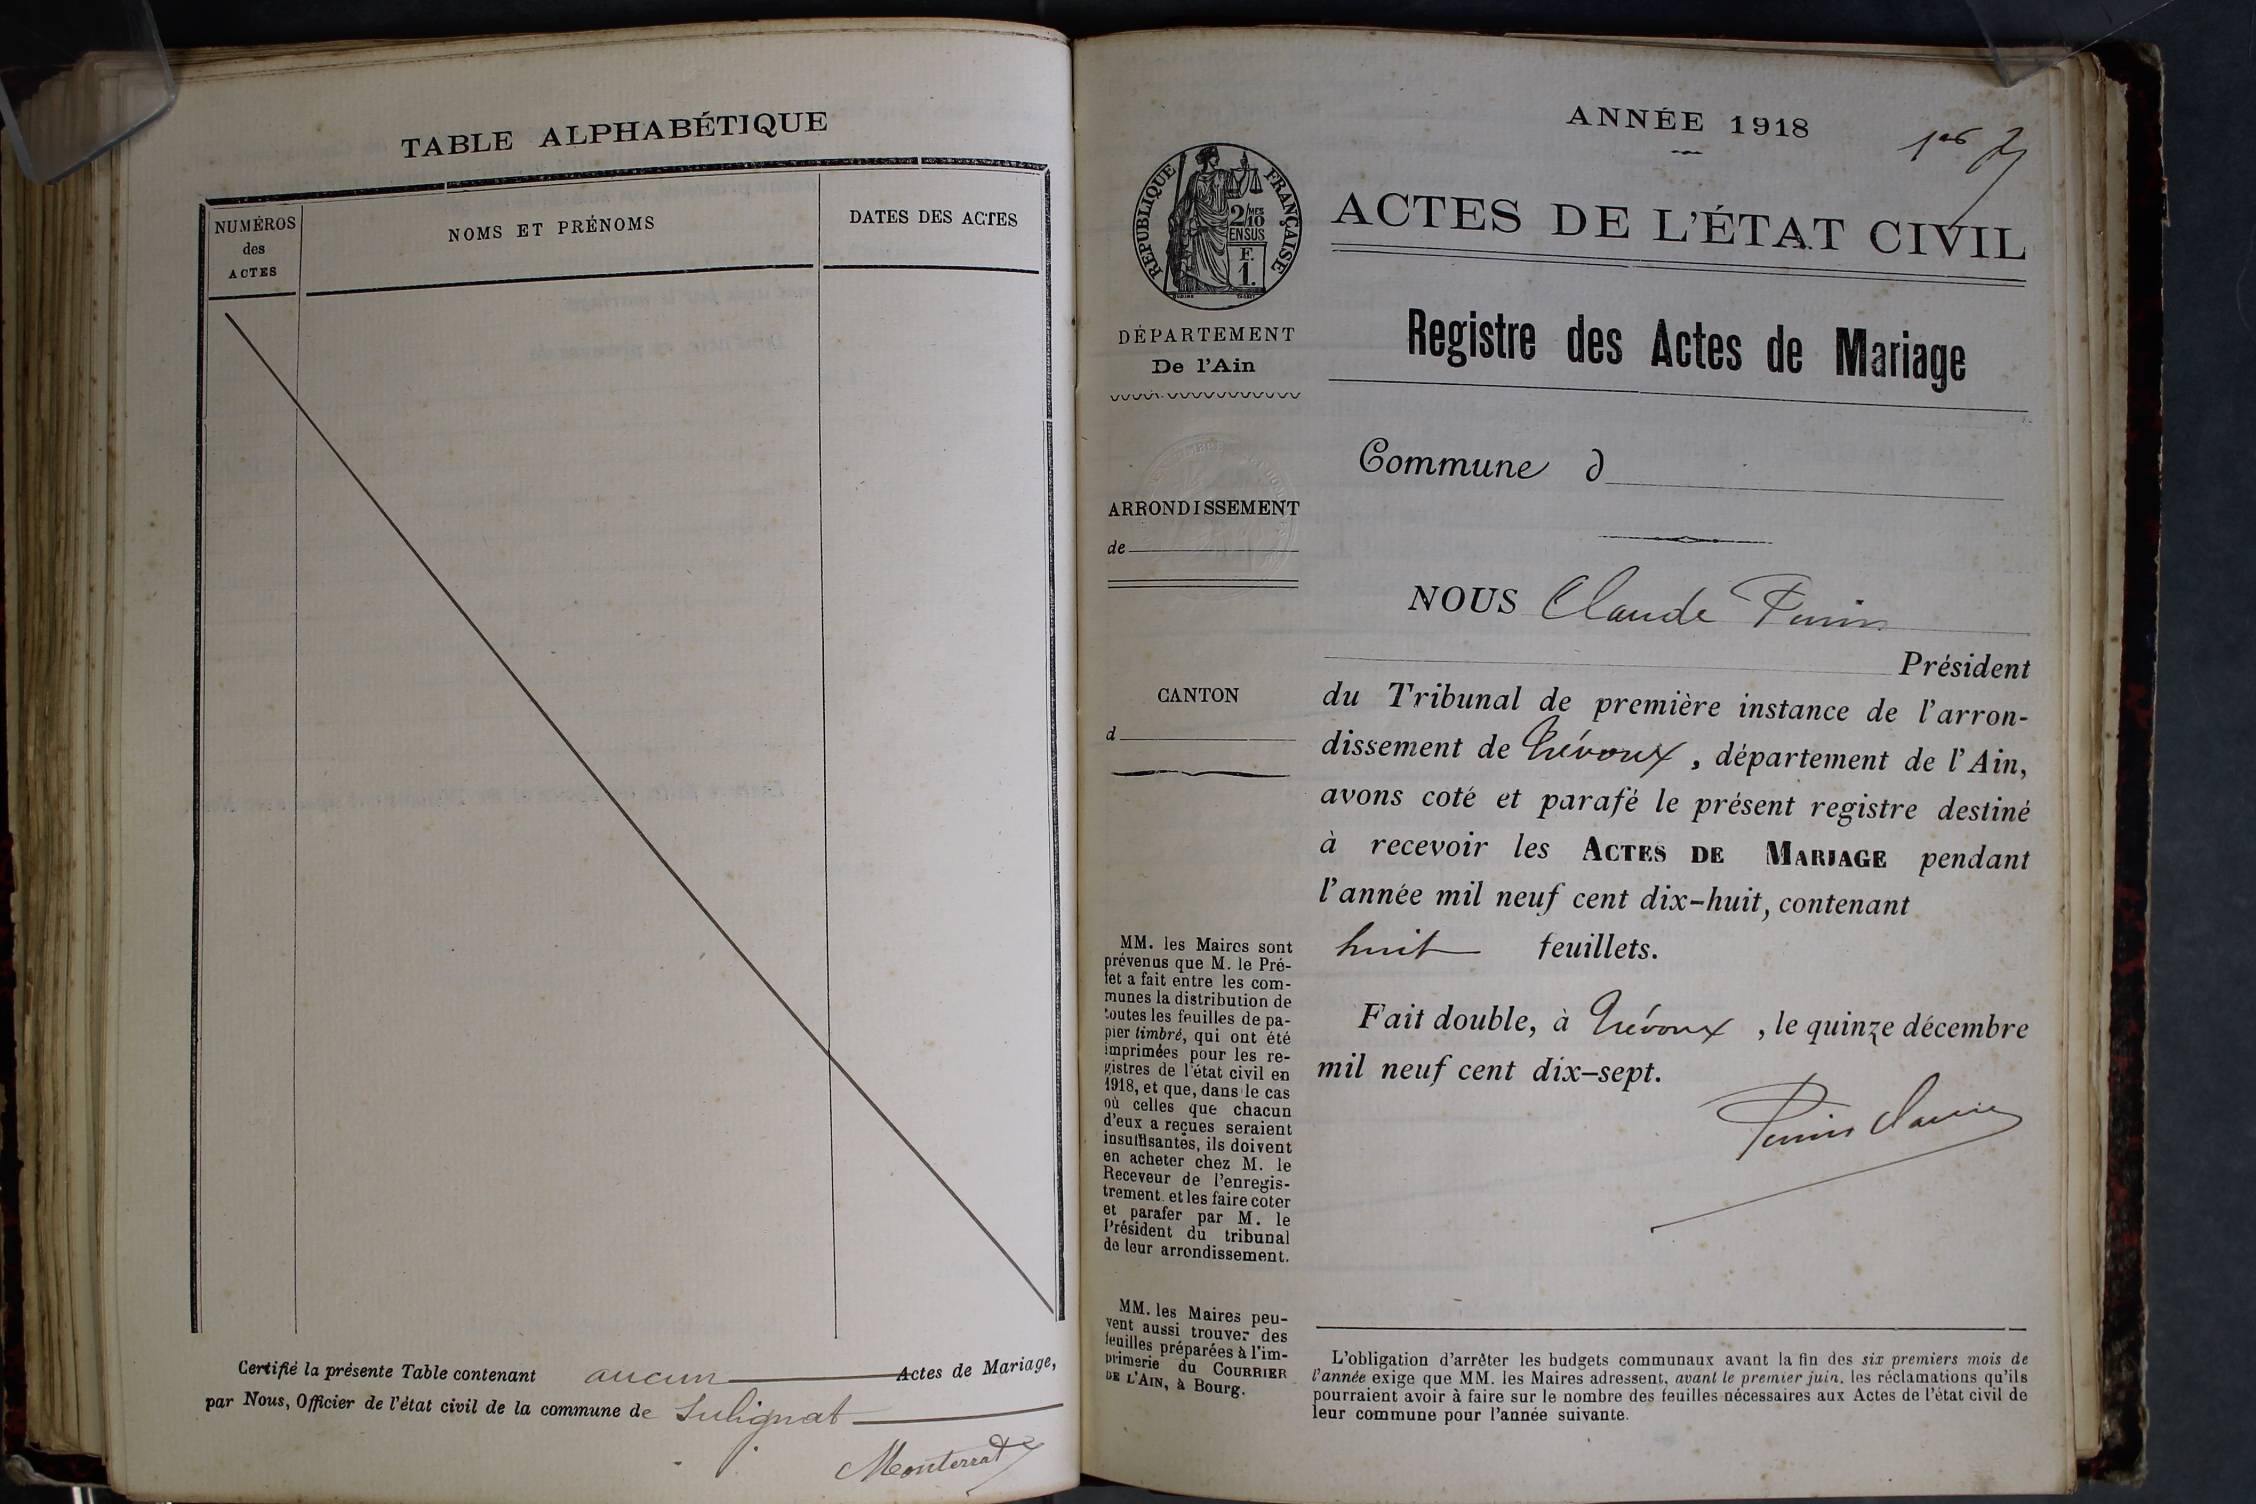 TABLE ALPHABÉTIQUE
NUMÉROS
des
ACTES
NOMS ET PRÉNOMS
DATES DES ACTES
Certifié la présente Table contenant aucun Actes de Mariage,
par Nous, Officier de l'état civil de la commune de Sulignat
Monterrat
ANNÉE 1918
ACTES DE L'ÉTAT CIVIL
RÉPUBLIQUE FRANÇAISE
2/10
MES
EN SUS
F.
1.
DÉPARTEMENT
De l'Ain
Registre des Actes de Mariage
Commune d
ARRONDISSEMENT
de
CANTON
d
NOUS Claude
Président
du Tribunal de première instance de l'arron-
dissement de Trévoux, département de l'Ain,
avons coté et parafé le présent registre destiné
à recevoir les ACTES DE MARIAGE pendant
l'année mil neuf cent dix-huit, contenant
huit feuillets.
Fait double, à Trévoux, le quinze décembre
mil neuf cent dix-sept.
MM. les Maires sont
prévenus que M. le Pré-
fet a fait entre les com-
munes la distribution de
toutes les feuilles de pa-
pier timbré, qui ont été
imprimées pour les re-
gistres de l'état civil en
1918, et que, dans le cas
où celles que chacun
d'eux a reçues seraient
insuffisantes, ils doivent
en acheter chez M. le
Receveur de l'enregis-
trement. et les faire coter
et parafer par M. le
Président du tribunal
de leur arrondissement.
MM. les Maires peu-
vent aussi trouver des
feuilles préparées à l'im-
primerie du COURRIER
DE L'AIN, à Bourg.
L'obligation d'arrêter les budgets communaux avant la fin des six premiers mois de
l'année exige que MM. les Maires adressent, avant le premier juin, les réclamations qu'ils
pourraient avoir à faire sur le nombre des feuilles nécessaires aux Actes de l'état civil de
leur commune pour l'année suivante.